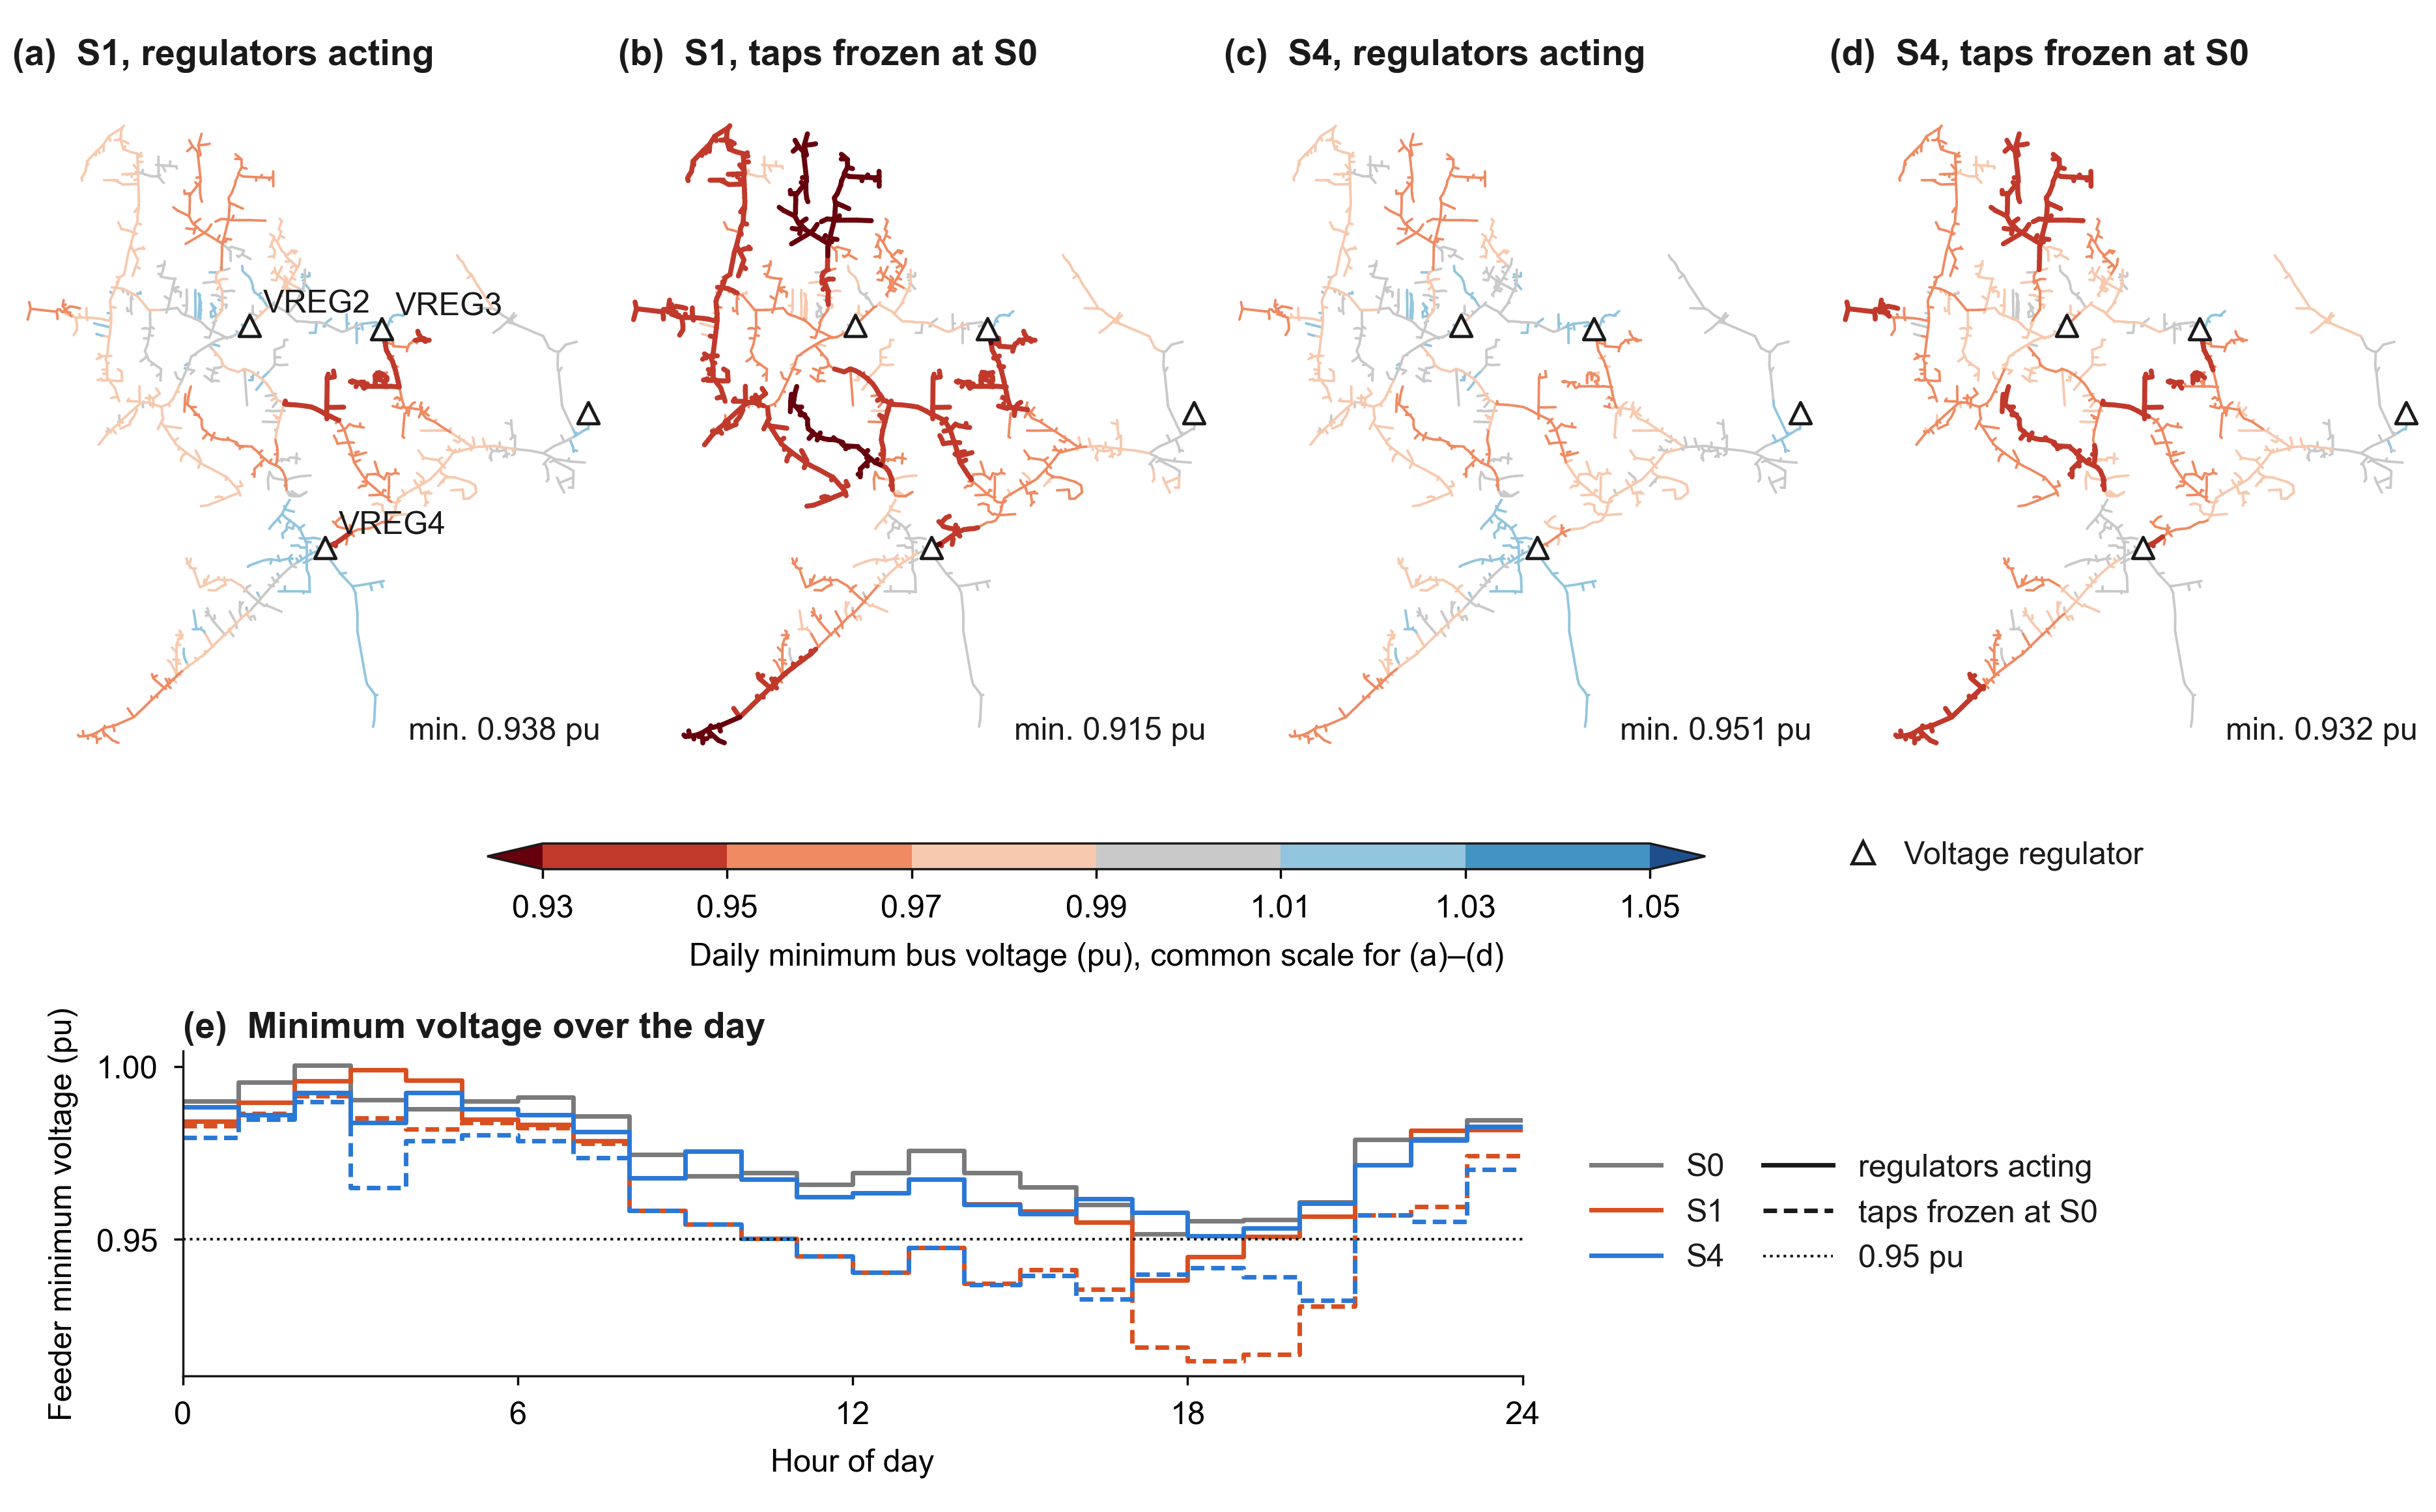 (a) S1, regulators acting
(b) S1, taps frozen at S0
(c) S4, regulators acting
(d) S4, taps frozen at S0
VREG2
VREG3
VREG4
min. 0.938 pu
min. 0.915 pu
min. 0.951 pu
min. 0.932 pu
0.93 0.95 0.97 0.99 1.01 1.03 1.05
Daily minimum bus voltage (pu), common scale for (a)–(d)
Voltage regulator
(e) Minimum voltage over the day
Feeder minimum voltage (pu)
1.00
0.95
0 6 12 18 24
Hour of day
S0
S1
S4
regulators acting
taps frozen at S0
0.95 pu